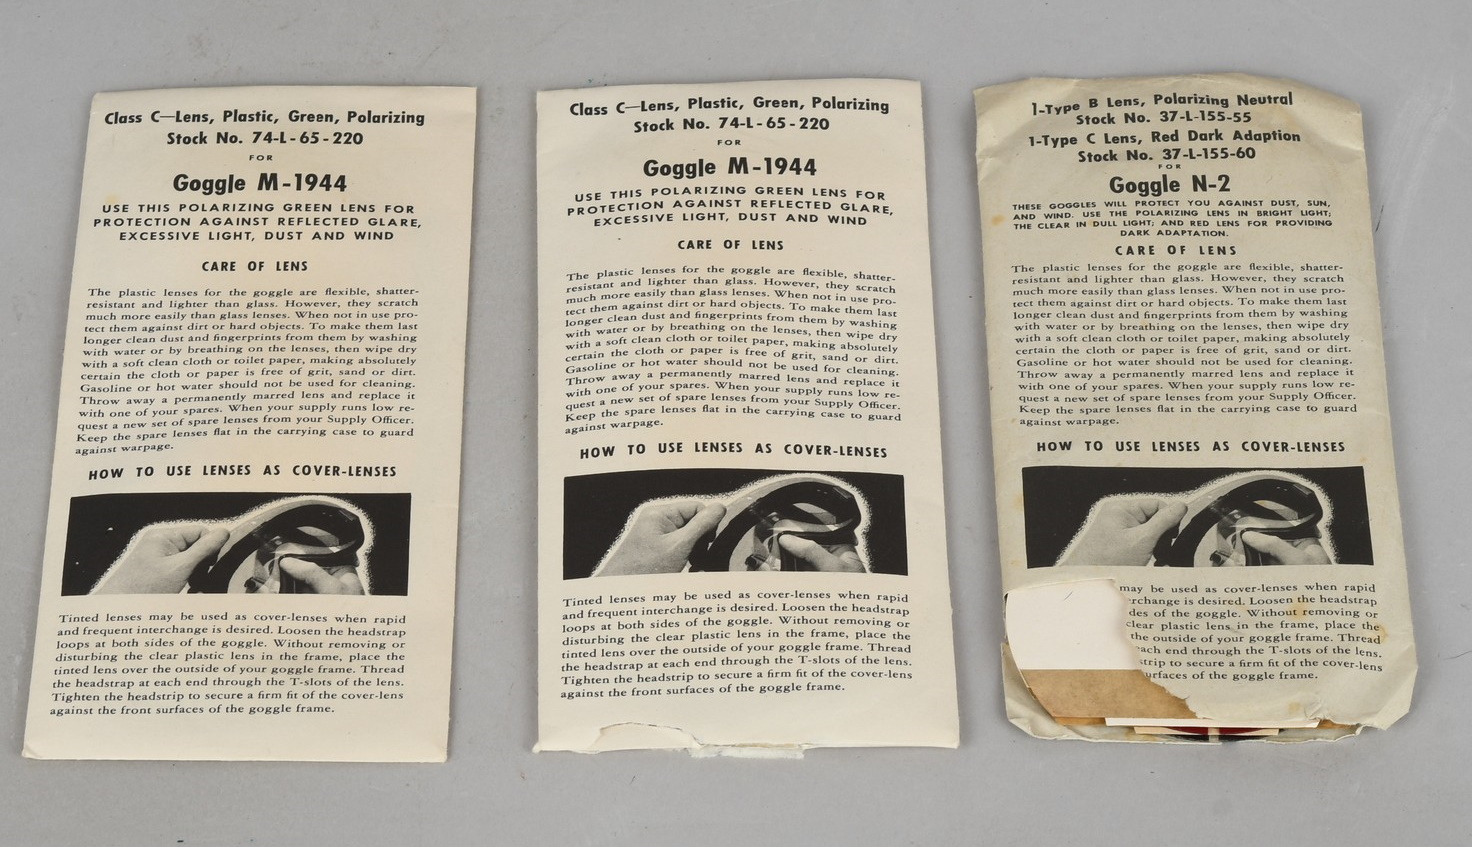 Class C—Lens, Plastic, Green, Polarizing
Stock No. 74-L-65-220
FOR
Goggle M-1944
USE THIS POLARIZING GREEN LENS FOR
PROTECTION AGAINST REFLECTED GLARE,
EXCESSIVE LIGHT, DUST AND WIND
CARE OF LENS
The plastic lenses for the goggle are flexible, shatter-
resistant and lighter than glass. However, they scratch
much more easily than glass lenses. When not in use pro-
tect them against dirt or hard objects. To make them last
longer clean dust and fingerprints from them by washing
with water or by breathing on the lenses, then wipe dry
with a soft clean cloth or toilet paper, making absolutely
certain the cloth or paper is free of grit, sand or dirt.
Gasoline or hot water should not be used for cleaning.
Throw away a permanently marred lens and replace it
with one of your spares. When your supply runs low re-
quest a new set of spare lenses from your Supply Officer.
Keep the spare lenses flat in the carrying case to guard
against warpage.
HOW TO USE LENSES AS COVER-LENSES
Tinted lenses may be used as cover-lenses when rapid
and frequent interchange is desired. Loosen the headstrap
loops at both sides of the goggle. Without removing or
disturbing the clear plastic lens in the frame, place the
tinted lens over the outside of your goggle frame. Thread
the headstrap at each end through the T-slots of the lens.
Tighten the headstrip to secure a firm fit of the cover-lens
against the front surfaces of the goggle frame.
Class C—Lens, Plastic, Green, Polarizing
Stock No. 74-L-65-220
FOR
Goggle M-1944
USE THIS POLARIZING GREEN LENS FOR
PROTECTION AGAINST REFLECTED GLARE,
EXCESSIVE LIGHT, DUST AND WIND
CARE OF LENS
The plastic lenses for the goggle are flexible, shatter-
resistant and lighter than glass. However, they scratch
much more easily than glass lenses. When not in use pro-
tect them against dirt or hard objects. To make them last
longer clean dust and fingerprints from them by washing
with water or by breathing on the lenses, then wipe dry
with a soft clean cloth or toilet paper, making absolutely
certain the cloth or paper is free of grit, sand or dirt.
Gasoline or hot water should not be used for cleaning.
Throw away a permanently marred lens and replace it
with one of your spares. When your supply runs low re-
quest a new set of spare lenses from your Supply Officer.
Keep the spare lenses flat in the carrying case to guard
against warpage.
HOW TO USE LENSES AS COVER-LENSES
Tinted lenses may be used as cover-lenses when rapid
and frequent interchange is desired. Loosen the headstrap
loops at both sides of the goggle. Without removing or
disturbing the clear plastic lens in the frame, place the
tinted lens over the outside of your goggle frame. Thread
the headstrap at each end through the T-slots of the lens.
Tighten the headstrip to secure a firm fit of the cover-lens
against the front surfaces of the goggle frame.
1-Type B Lens, Polarizing Neutral
Stock No. 37-L-155-55
1-Type C Lens, Red Dark Adaption
Stock No. 37-L-155-60
FOR
Goggle N-2
THESE GOGGLES WILL PROTECT YOU AGAINST DUST, SUN,
AND WIND. USE THE POLARIZING LENS IN BRIGHT LIGHT;
THE CLEAR IN DULL LIGHT; AND RED LENS FOR PROVIDING
DARK ADAPTATION.
CARE OF LENS
The plastic lenses for the goggle are flexible, shatter-
resistant and lighter than glass. However, they scratch
much more easily than glass lenses. When not in use pro-
tect them against dirt or hard objects. To make them last
longer clean dust and fingerprints from them by washing
with water or by breathing on the lenses, then wipe dry
with a soft clean cloth or toilet paper, making absolutely
certain the cloth or paper is free of grit, sand or dirt.
Gasoline or hot water should not be used for cleaning.
Throw away a permanently marred lens and replace it
with one of your spares. When your supply runs low re-
quest a new set of spare lenses from your Supply Officer.
Keep the spare lenses flat in the carrying case to guard
against warpage.
HOW TO USE LENSES AS COVER-LENSES
may be used as cover-lenses when rapid
erchange is desired. Loosen the headstrap
des of the goggle. Without removing or
clear plastic lens in the frame, place the
the outside of your goggle frame. Thread
each end through the T-slots of the lens.
strip to secure a firm fit of the cover-lens
urfaces of the goggle frame.